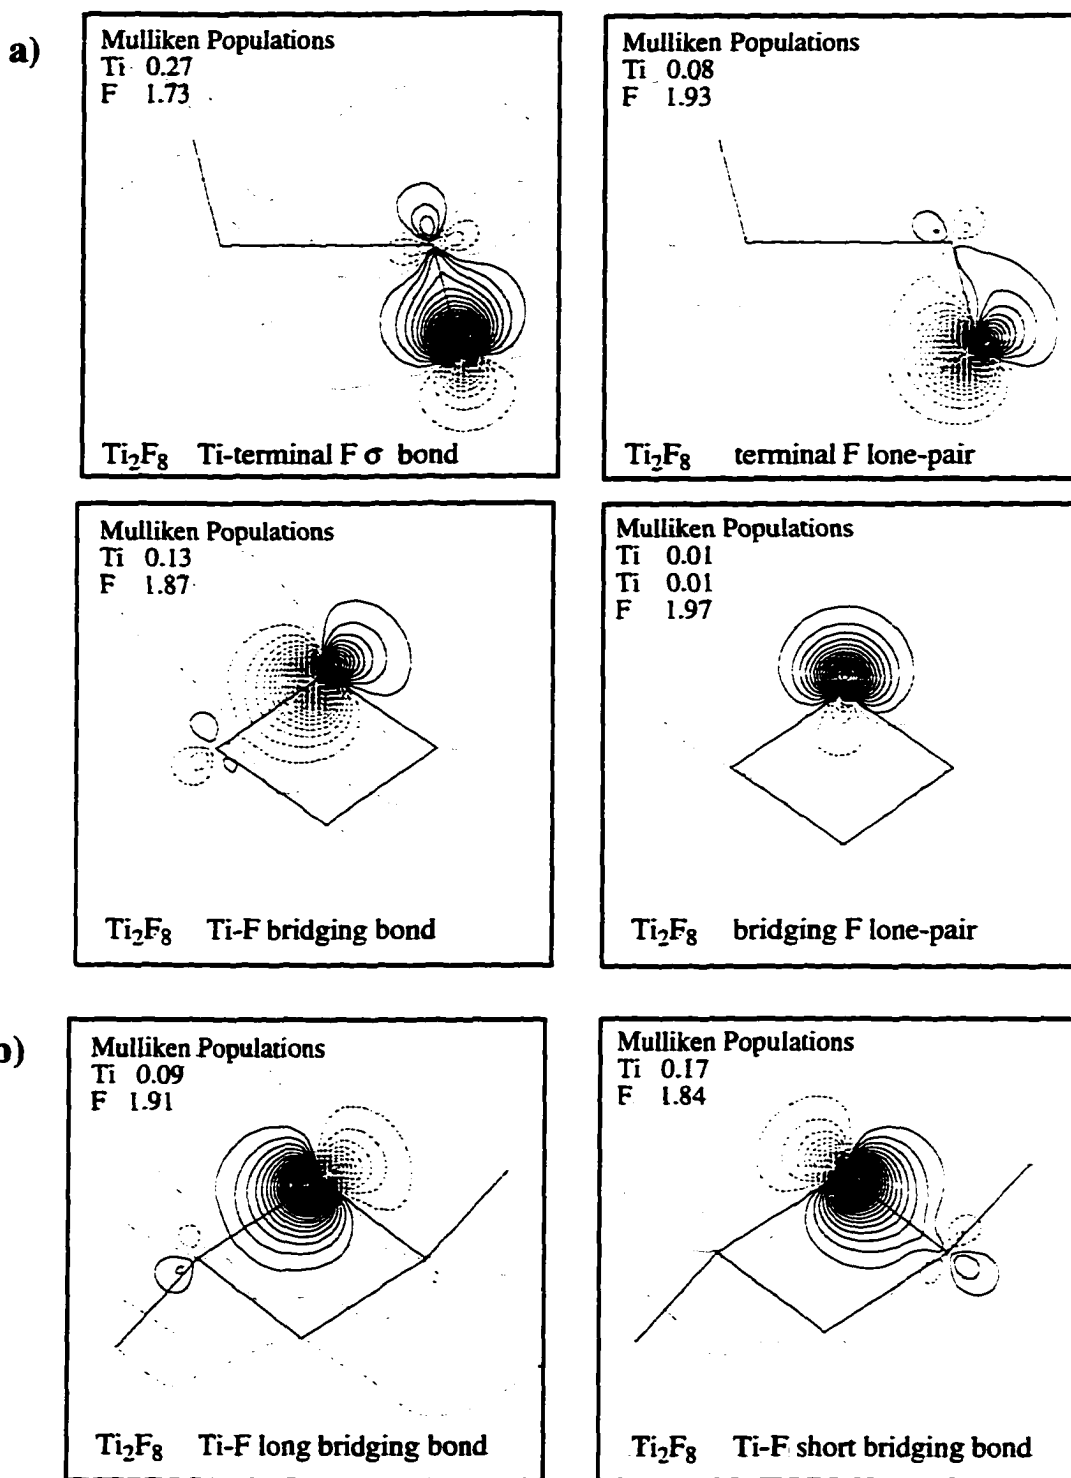 a)
Mulliken Populations
Ti 0.27
F 1.73
Ti₂F₈ Ti-terminal F σ bond
Mulliken Populations
Ti 0.08
F 1.93
Ti₂F₈ terminal F lone-pair
Mulliken Populations
Ti 0.13
F 1.87
Ti₂F₈ Ti-F bridging bond
Mulliken Populations
Ti 0.01
Ti 0.01
F 1.97
Ti₂F₈ bridging F lone-pair
b)
Mulliken Populations
Ti 0.09
F 1.91
Ti₂F₈ Ti-F long bridging bond
Mulliken Populations
Ti 0.17
F 1.84
Ti₂F₈ Ti-F short bridging bond